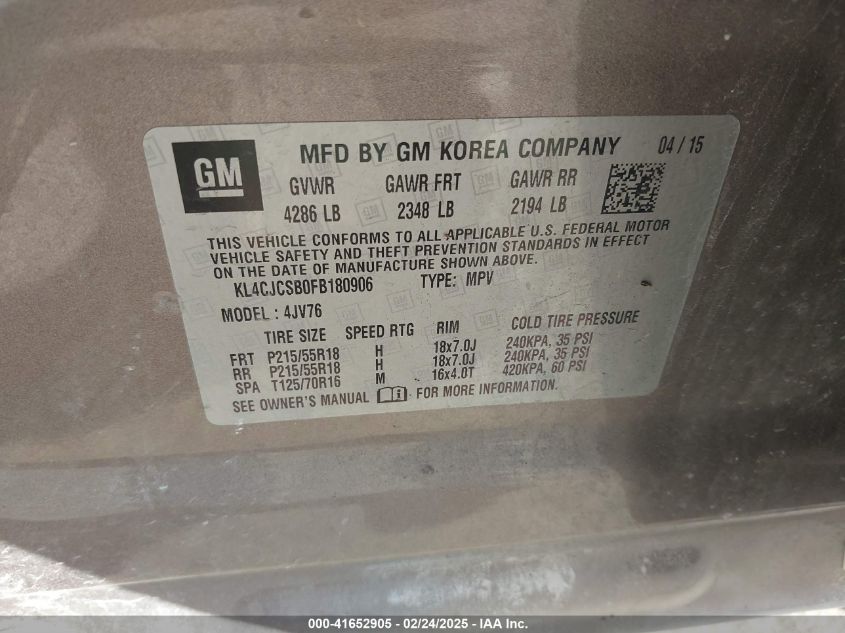 GM
MFD BY GM KOREA COMPANY 04 / 15
GVWR GAWR FRT GAWR RR
4286 LB 2348 LB 2194 LB
THIS VEHICLE CONFORMS TO ALL APPLICABLE U.S. FEDERAL MOTOR
VEHICLE SAFETY AND THEFT PREVENTION STANDARDS IN EFFECT
ON THE DATE OF MANUFACTURE SHOWN ABOVE.
KL4CJCSB0FB180906 TYPE: MPV
MODEL : 4JV76
TIRE SIZE SPEED RTG RIM COLD TIRE PRESSURE
FRT P215/55R18 H 18x7.0J 240KPA, 35 PSI
RR P215/55R18 H 18x7.0J 240KPA, 35 PSI
SPA T125/70R16 M 16x4.0T 420KPA, 60 PSI
SEE OWNER'S MANUAL FOR MORE INFORMATION.
000-41652905 - 02/24/2025 - IAA Inc.